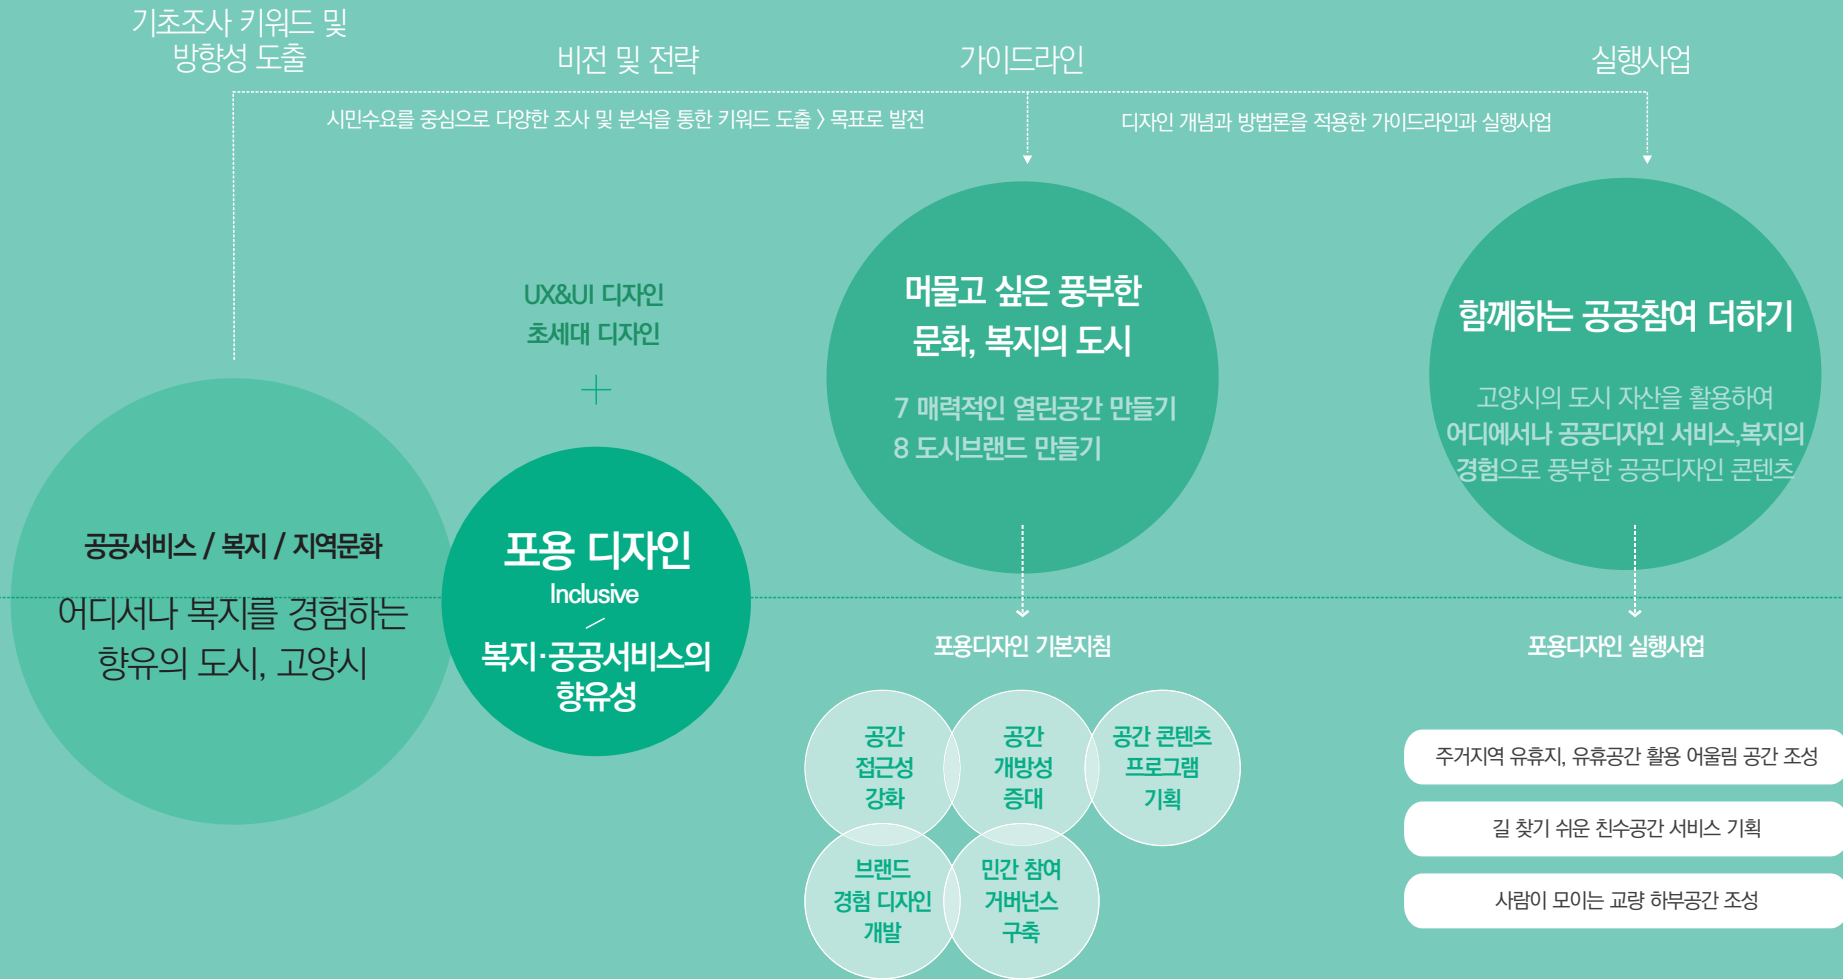 기초조사 키워드 및
방향성 도출
비전 및 전략
가이드라인
실행사업
시민수요를 중심으로 다양한 조사 및 분석을 통한 키워드 도출 〉 목표로 발전
디자인 개념과 방법론을 적용한 가이드라인과 실행사업
공공서비스 / 복지 / 지역문화
어디서나 복지를 경험하는
향유의 도시, 고양시
UX&UI 디자인
초세대 디자인
+
포용 디자인
Inclusive
/
복지·공공서비스의
향유성
머물고 싶은 풍부한
문화, 복지의 도시
7 매력적인 열린공간 만들기
8 도시브랜드 만들기
포용디자인 기본지침
공간
접근성
강화
공간
개방성
증대
공간 콘텐츠
프로그램
기획
브랜드
경험 디자인
개발
민간 참여
거버넌스
구축
함께하는 공공참여 더하기
고양시의 도시 자산을 활용하여
어디에서나 공공디자인 서비스,복지의
경험으로 풍부한 공공디자인 콘텐츠
포용디자인 실행사업
주거지역 유휴지, 유휴공간 활용 어울림 공간 조성
길 찾기 쉬운 친수공간 서비스 기획
사람이 모이는 교량 하부공간 조성